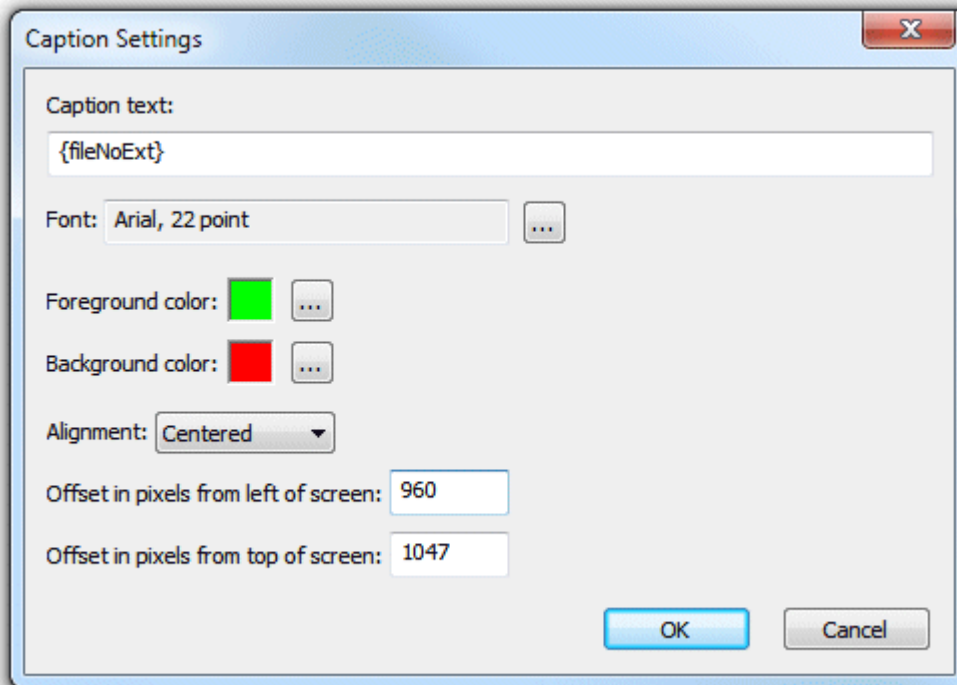 Caption Settings
Caption text:
{fileNoExt}
Font: Arial, 22 point ...
Foreground color: ...
Background color: ...
Alignment: Centered
Offset in pixels from left of screen: 960
Offset in pixels from top of screen: 1047
OK Cancel